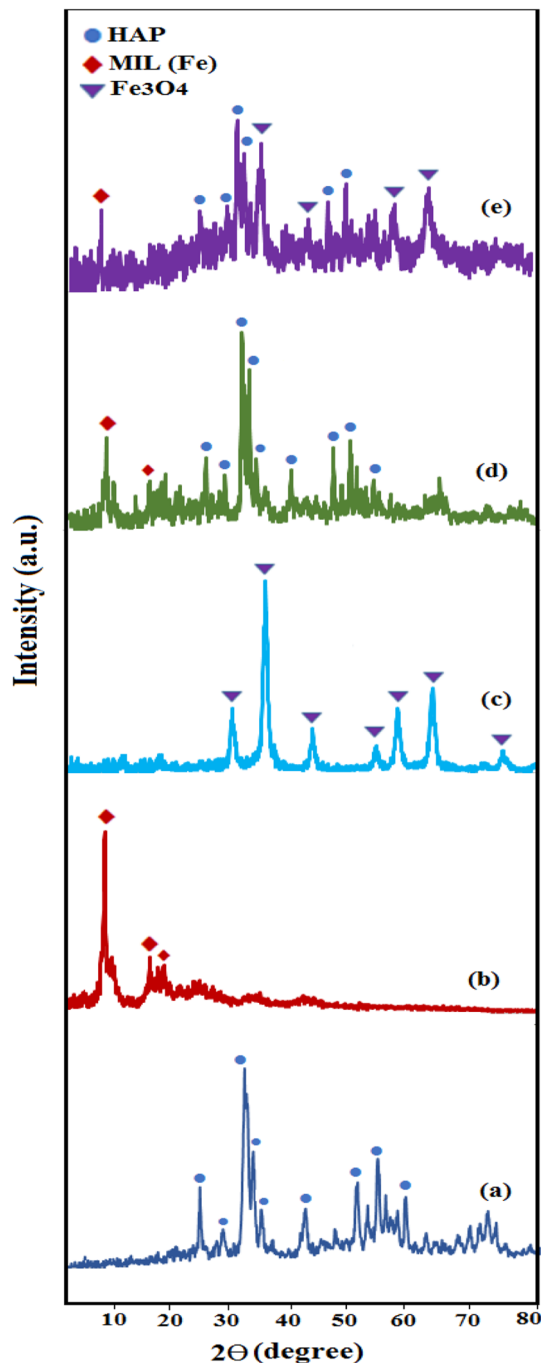 HAP
MIL (Fe)
Fe3O4
(e)
(d)
(c)
(b)
(a)
Intensity (a.u.)
10 20 30 40 50 60 70 80
2Θ (degree)